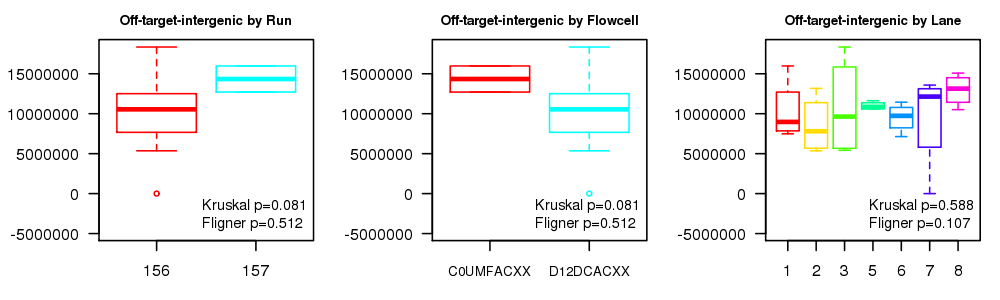 Off-target-intergenic by Run
15000000
10000000
5000000
0
-5000000
Kruskal p=0.081
Fligner p=0.512
156 157
Off-target-intergenic by Flowcell
15000000
10000000
5000000
0
-5000000
Kruskal p=0.081
Fligner p=0.512
C0UMFACXX D12DCACXX
Off-target-intergenic by Lane
15000000
10000000
5000000
0
-5000000
Kruskal p=0.588
Fligner p=0.107
1 2 3 5 6 7 8